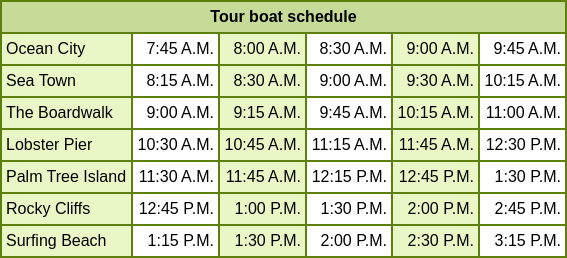 Tour boat schedule
Ocean City 7:45 A.M. 8:00 A.M. 8:30 A.M. 9:00 A.M. 9:45 A.M.
Sea Town 8:15 A.M. 8:30 A.M. 9:00 A.M. 9:30 A.M. 10:15 A.M.
The Boardwalk 9:00 A.M. 9:15 A.M. 9:45 A.M. 10:15 A.M. 11:00 A.M.
Lobster Pier 10:30 A.M. 10:45 A.M. 11:15 A.M. 11:45 A.M. 12:30 P.M.
Palm Tree Island 11:30 A.M. 11:45 A.M. 12:15 P.M. 12:45 P.M. 1:30 P.M.
Rocky Cliffs 12:45 P.M. 1:00 P.M. 1:30 P.M. 2:00 P.M. 2:45 P.M.
Surfing Beach 1:15 P.M. 1:30 P.M. 2:00 P.M. 2:30 P.M. 3:15 P.M.